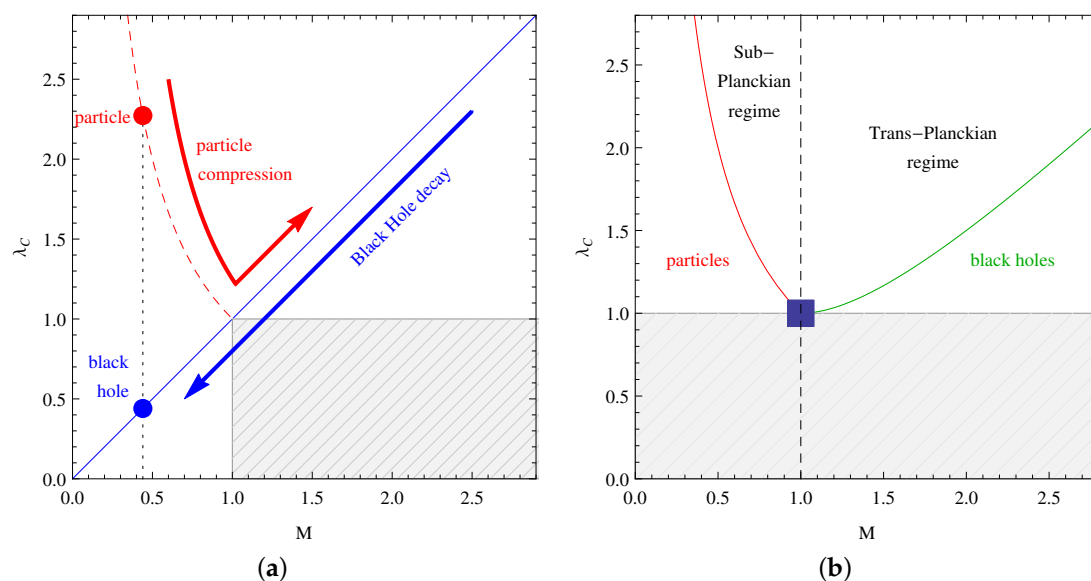 2.5
2.0
1.5
1.0
0.5
0.0
λC
particle
particle
compression
Black Hole decay
black
hole
0.0 0.5 1.0 1.5 2.0 2.5
M
(a)
2.5
2.0
1.5
1.0
0.5
0.0
λC
Sub-
Planckian
regime
Trans-Planckian
regime
particles
black holes
0.0 0.5 1.0 1.5 2.0 2.5
M
(b)